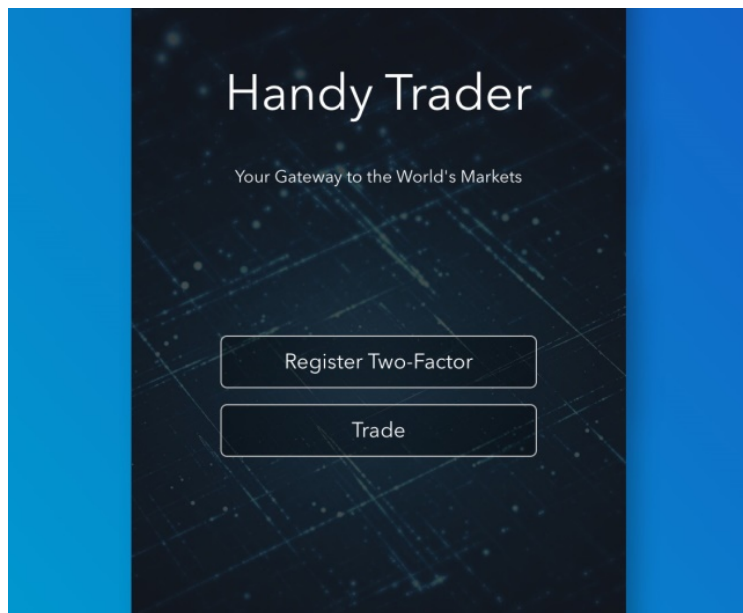 Handy Trader
Your Gateway to the World's Markets
Register Two-Factor
Trade